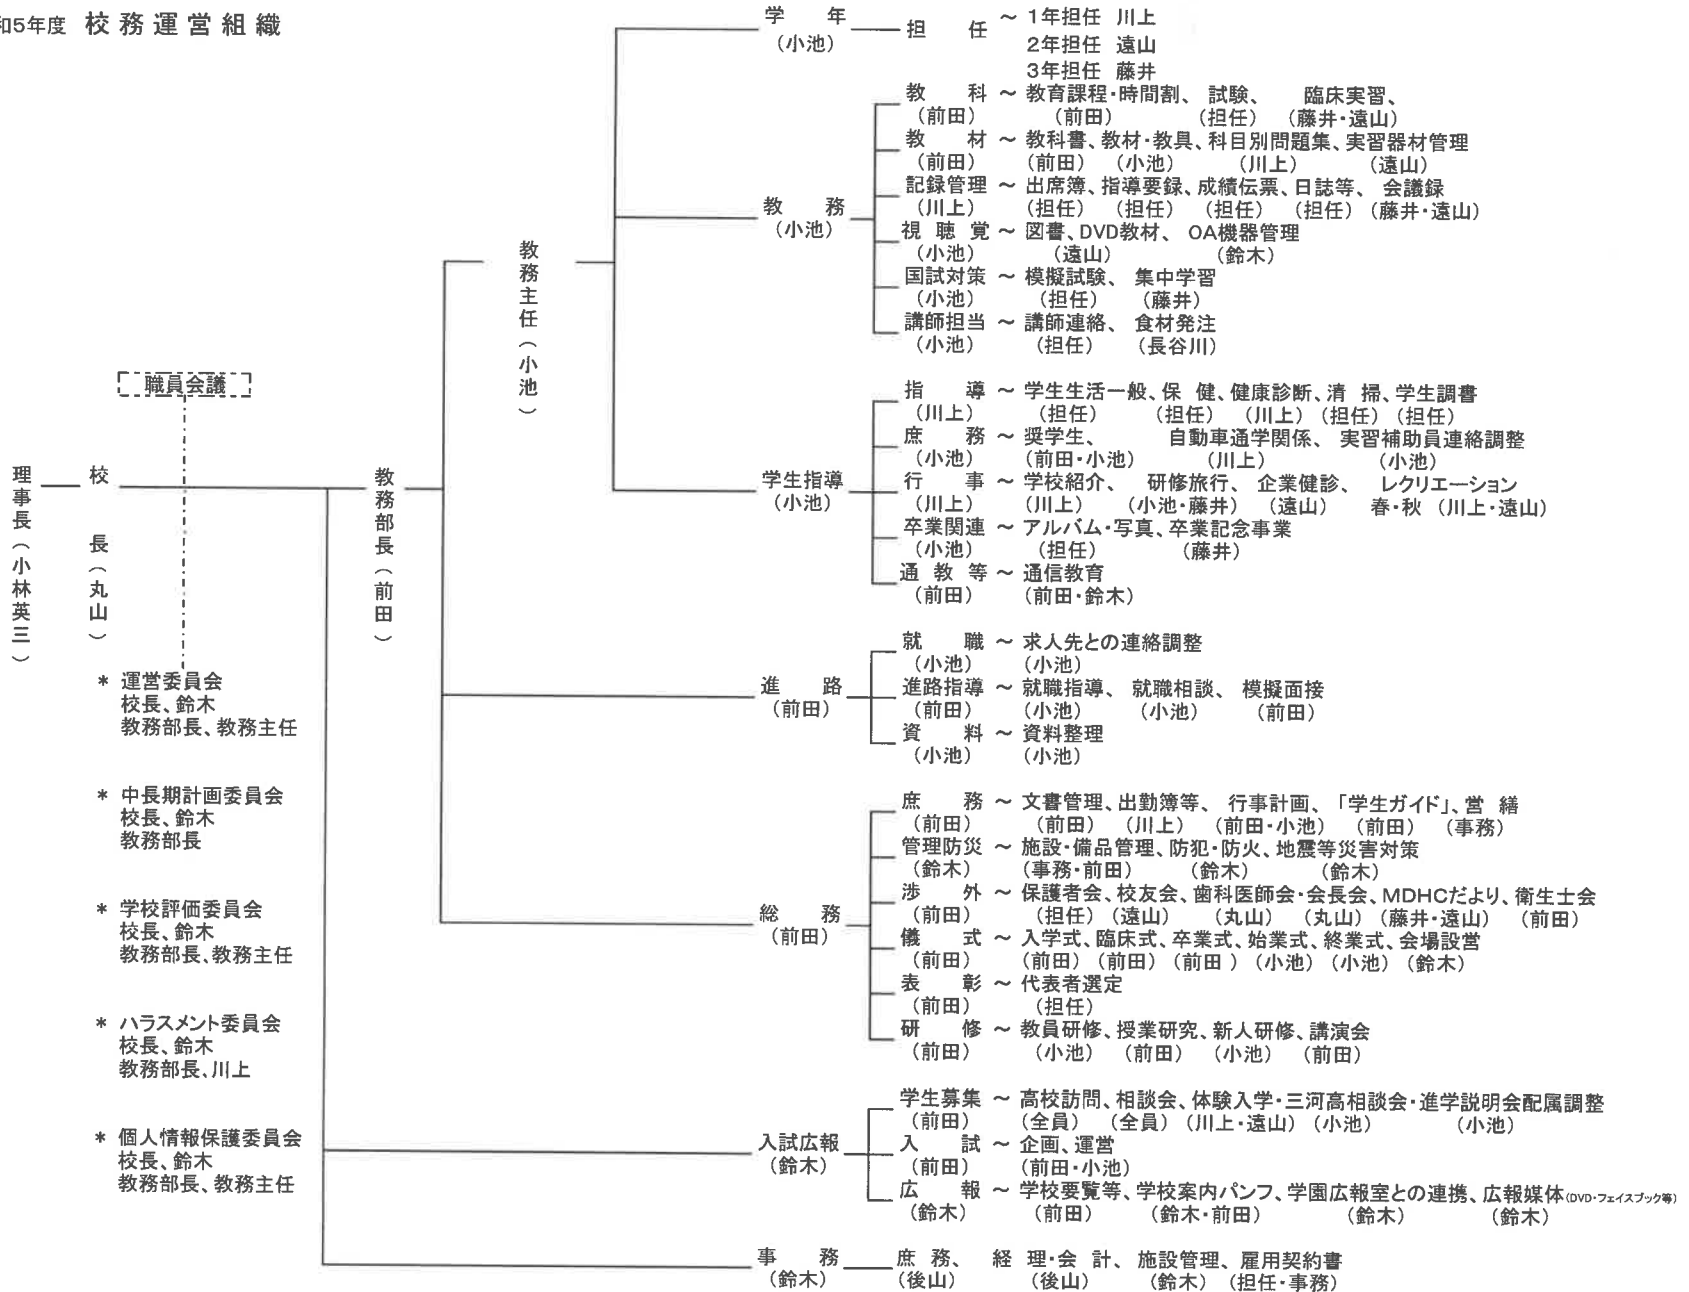 和5年度 校務運営組織
学　年 ― 担　任 ～ 1年担任 川上
（小池）
2年担任 遠山
3年担任 藤井
教　科 ～ 教育課程・時間割、 試験、 臨床実習、
（前田） （前田） （担任） （藤井・遠山）
教　材 ～ 教科書、教材・教具、科目別問題集、実習器材管理
（前田） （前田） （小池） （川上） （遠山）
記録管理 ～ 出席簿、指導要録、成績伝票、日誌等、 会議録
（川上） （担任） （担任） （担任） （担任） （藤井・遠山）
教　務
（小池）
視 聴 覚 ～ 図書、DVD教材、 OA機器管理
（小池） （遠山） （鈴木）
国試対策 ～ 模擬試験、 集中学習
（小池） （担任） （藤井）
講師担当 ～ 講師連絡、 食材発注
（小池） （担任） （長谷川）
教務主任（小池）
職員会議
指　導 ～ 学生生活一般、保 健、健康診断、清 掃、学生調書
（川上） （担任） （担任） （川上） （担任） （担任）
庶　務 ～ 奨学生、 自動車通学関係、 実習補助員連絡調整
（小池） （前田・小池） （川上） （小池）
学生指導
（小池）
行　事 ～ 学校紹介、 研修旅行、 企業健診、 レクリエーション
（川上） （川上） （小池・藤井） （遠山） 春・秋 （川上・遠山）
卒業関連 ～ アルバム・写真、卒業記念事業
（小池） （担任） （藤井）
通 教 等 ～ 通信教育
（前田） （前田・鈴木）
理事長（小林英三）
校　長（丸山）
教務部長（前田）
就　職 ～ 求人先との連絡調整
（小池） （小池）
進　路
（前田）
進路指導 ～ 就職指導、 就職相談、 模擬面接
（前田） （小池） （小池） （前田）
資　料 ～ 資料整理
（小池） （小池）
* 運営委員会
校長、鈴木
教務部長、教務主任
* 中長期計画委員会
校長、鈴木
教務部長
* 学校評価委員会
校長、鈴木
教務部長、教務主任
* ハラスメント委員会
校長、鈴木
教務部長、川上
* 個人情報保護委員会
校長、鈴木
教務部長、教務主任
庶　務 ～ 文書管理、出勤簿等、 行事計画、 「学生ガイド」、営 繕
（前田） （前田） （川上） （前田・小池） （前田） （事務）
管理防災 ～ 施設・備品管理、防犯・防火、地震等災害対策
（鈴木） （事務・前田） （鈴木） （鈴木）
総　務
（前田）
渉　外 ～ 保護者会、校友会、歯科医師会・会長会、MDHCだより、衛生士会
（前田） （担任） （遠山） （丸山） （丸山） （藤井・遠山） （前田）
儀　式 ～ 入学式、臨床式、卒業式、始業式、終業式、会場設営
（前田） （前田） （前田） （前田 ） （小池） （小池） （鈴木）
表　彰 ～ 代表者選定
（前田） （担任）
研　修 ～ 教員研修、授業研究、新人研修、講演会
（前田） （小池） （前田） （小池） （前田）
学生募集 ～ 高校訪問、相談会、体験入学・三河高相談会・進学説明会配属調整
（前田） （全員） （全員） （川上・遠山） （小池） （小池）
入試広報
（鈴木）
入　試 ～ 企画、運営
（前田） （前田・小池）
広　報 ～ 学校要覧等、学校案内パンフ、学園広報室との連携、広報媒体（DVD・フェイスブック等）
（鈴木） （前田） （鈴木・前田） （鈴木） （鈴木）
事　務 ― 庶 務、 経 理・会 計、 施設管理、 雇用契約書
（鈴木） （後山） （後山） （鈴木） （担任・事務）